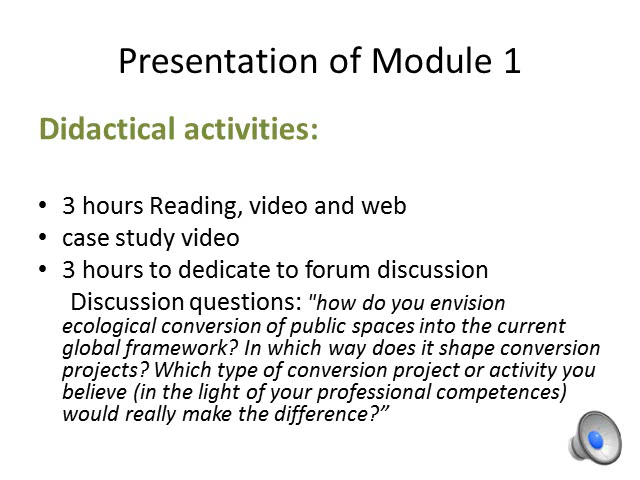 Presentation of Module 1
Didactical activities:
• 3 hours Reading, video and web
• case study video
• 3 hours to dedicate to forum discussion
Discussion questions: "how do you envision
ecological conversion of public spaces into the current
global framework? In which way does it shape conversion
projects? Which type of conversion project or activity you
believe (in the light of your professional competences)
would really make the difference?”